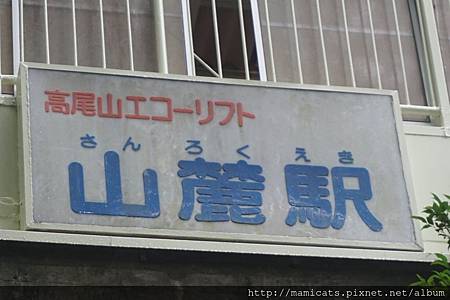 高尾山エコーリフト
さんろくえき
山麓駅
http://mamicats.pixnet.net/album